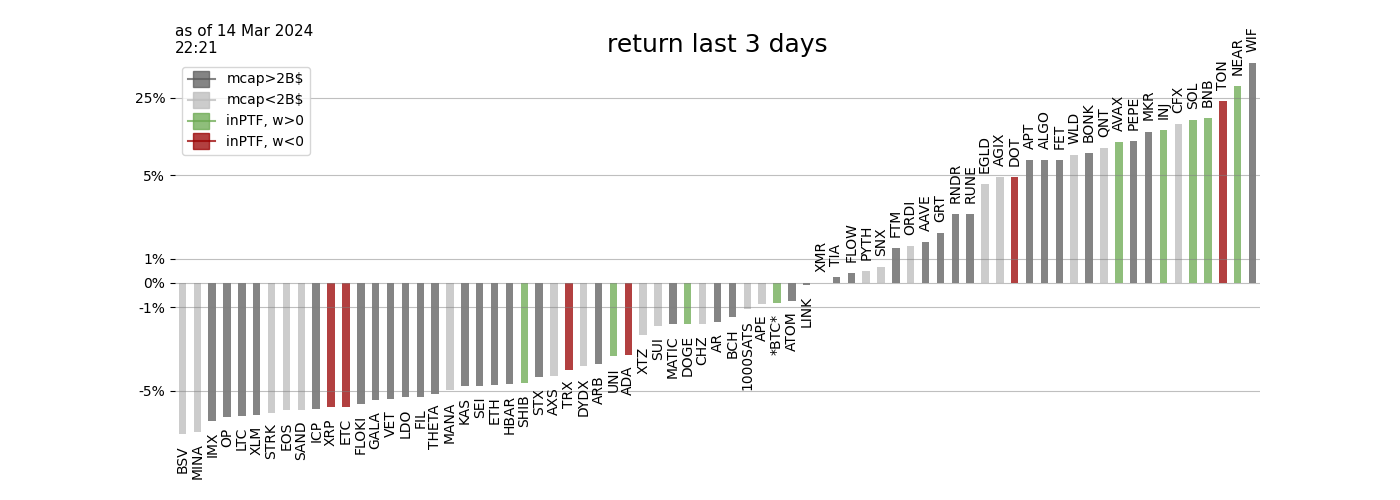 as of 14 Mar 2024
22:21
return last 3 days
mcap>2B$
mcap<2B$
inPTF, w>0
inPTF, w<0
25%
5%
1%
0%
-1%
-5%
BSV
MINA
IMX
OP
LTC
XLM
STRK
EOS
SAND
ICP
XRP
ETC
FLOKI
GALA
VET
LDO
FIL
THETA
MANA
KAS
SEI
ETH
HBAR
SHIB
STX
AXS
TRX
DYDX
ARB
UNI
ADA
XTZ
SUI
MATIC
DOGE
CHZ
AR
BCH
1000SATS
APE
*BTC*
ATOM
LINK
XMR
TIA
FLOW
PYTH
SNX
FTM
ORDI
AAVE
GRT
RNDR
RUNE
EGLD
AGIX
DOT
APT
ALGO
FET
WLD
BONK
QNT
AVAX
PEPE
MKR
INJ
CFX
SOL
BNB
TON
NEAR
WIF